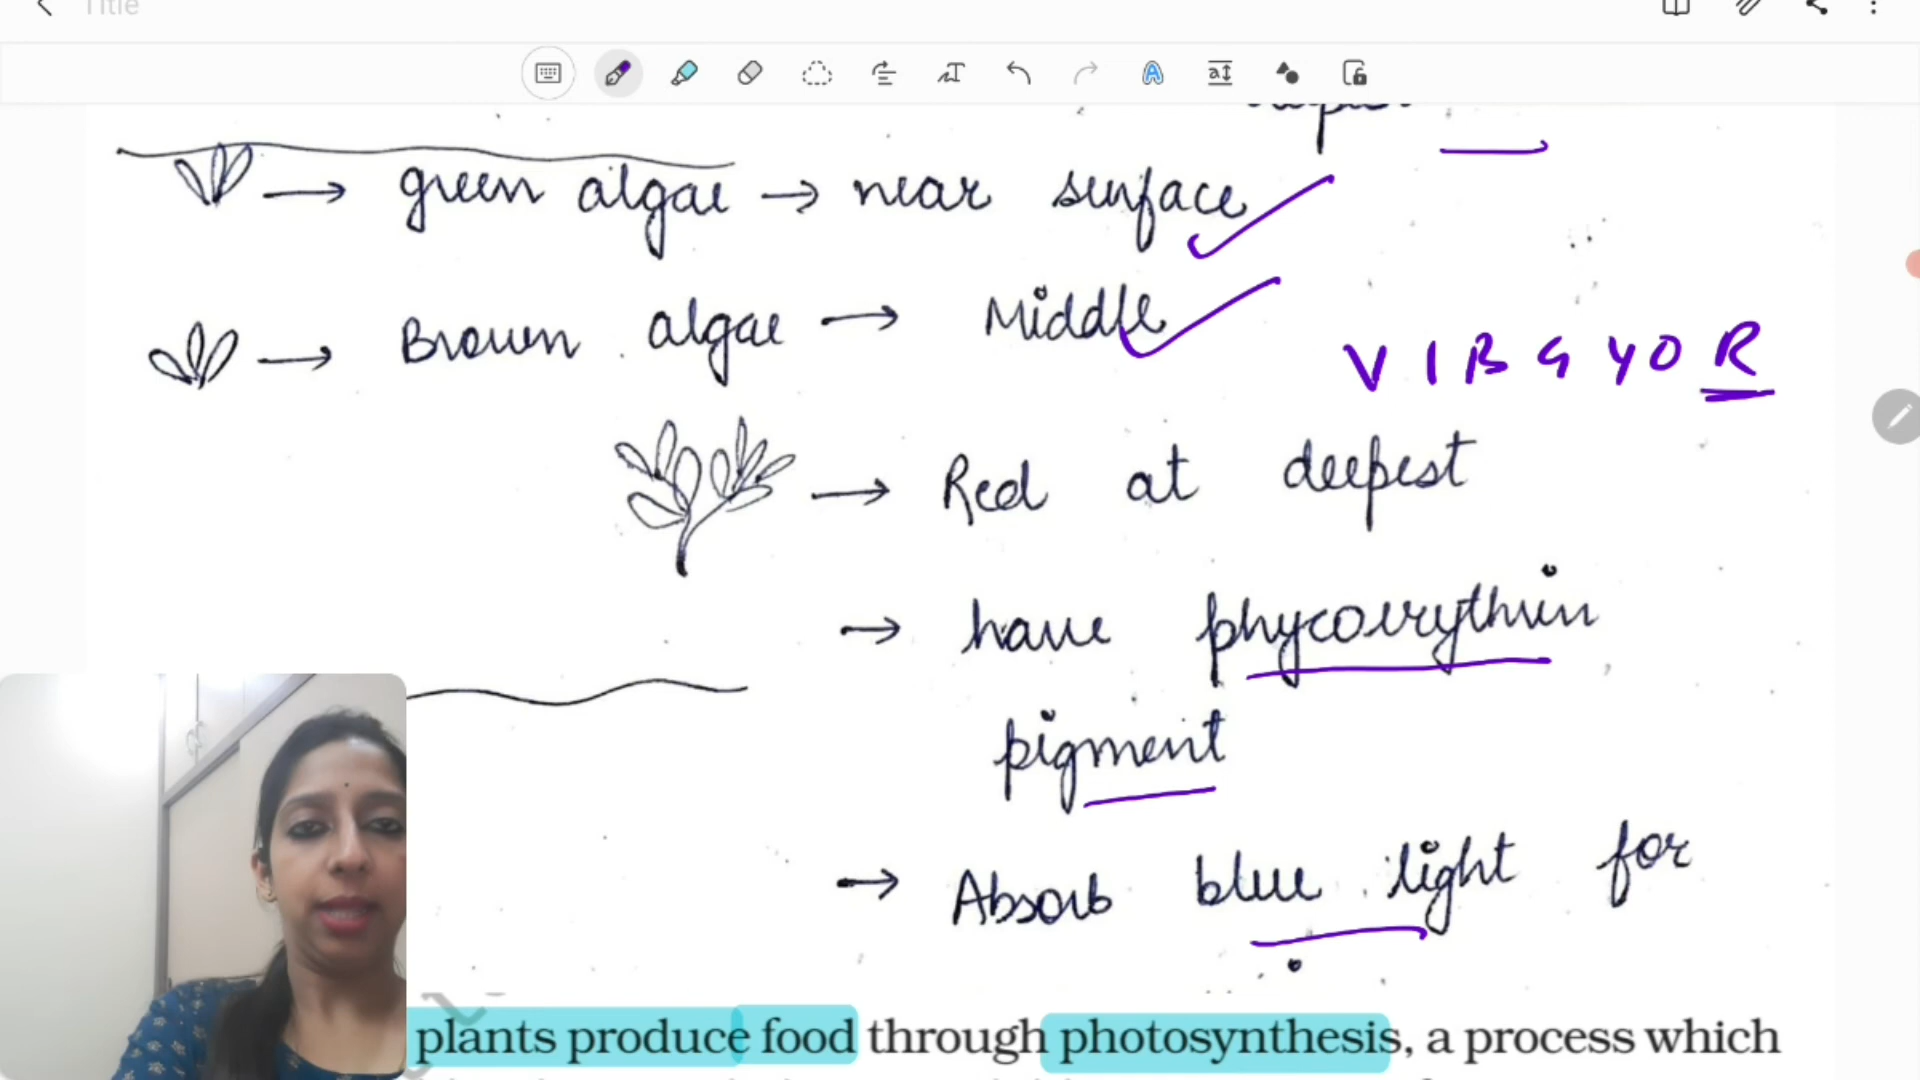 Title
green algae → near surface
Brown algae → Middle
V I B G Y O R
→ Red at deepest
→ have phycoerythrin
pigment
→ Absorb blue light for
plants produce food through photosynthesis, a process which